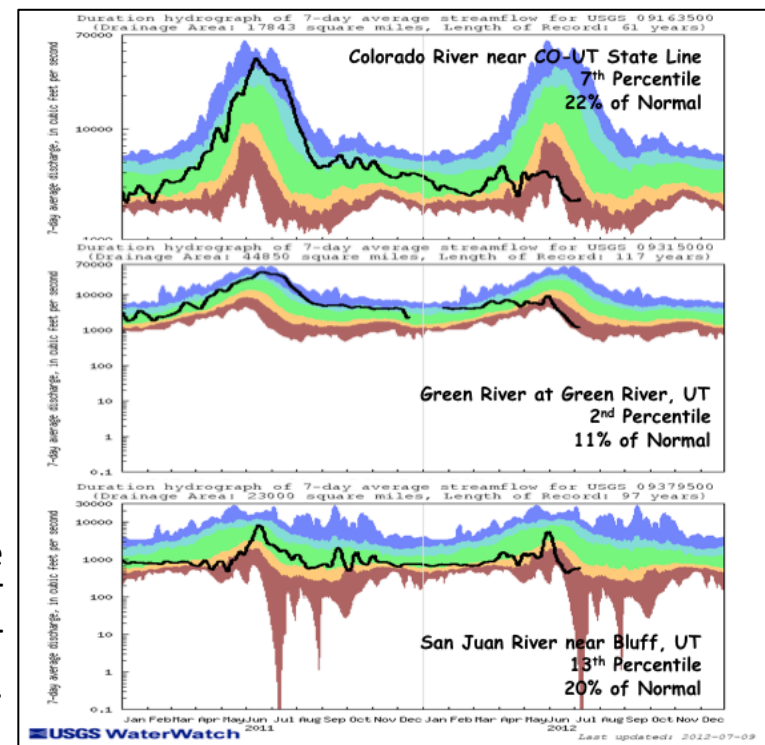 Duration hydrograph of 7-day average streamflow for USGS 09163500
(Drainage Area: 17843 square miles, Length of Record: 61 years)
70000
10000
1000
7-day average discharge, in cubic feet per second
Colorado River near CO-UT State Line
7th Percentile
22% of Normal
Duration hydrograph of 7-day average streamflow for USGS 09315000
(Drainage Area: 44850 square miles, Length of Record: 117 years)
70000
10000
1000
100
10
1
0.1
7-day average discharge, in cubic feet per second
Green River at Green River, UT
2nd Percentile
11% of Normal
Duration hydrograph of 7-day average streamflow for USGS 09379500
(Drainage Area: 23000 square miles, Length of Record: 97 years)
30000
10000
1000
100
10
1
0.1
7-day average discharge, in cubic feet per second
San Juan River near Bluff, UT
13th Percentile
20% of Normal
Jan Feb Mar Apr May Jun Jul Aug Sep Oct Nov Dec Jan Feb Mar Apr May Jun Jul Aug Sep Oct Nov Dec
2011 2012
USGS WaterWatch
Last updated: 2012-07-09